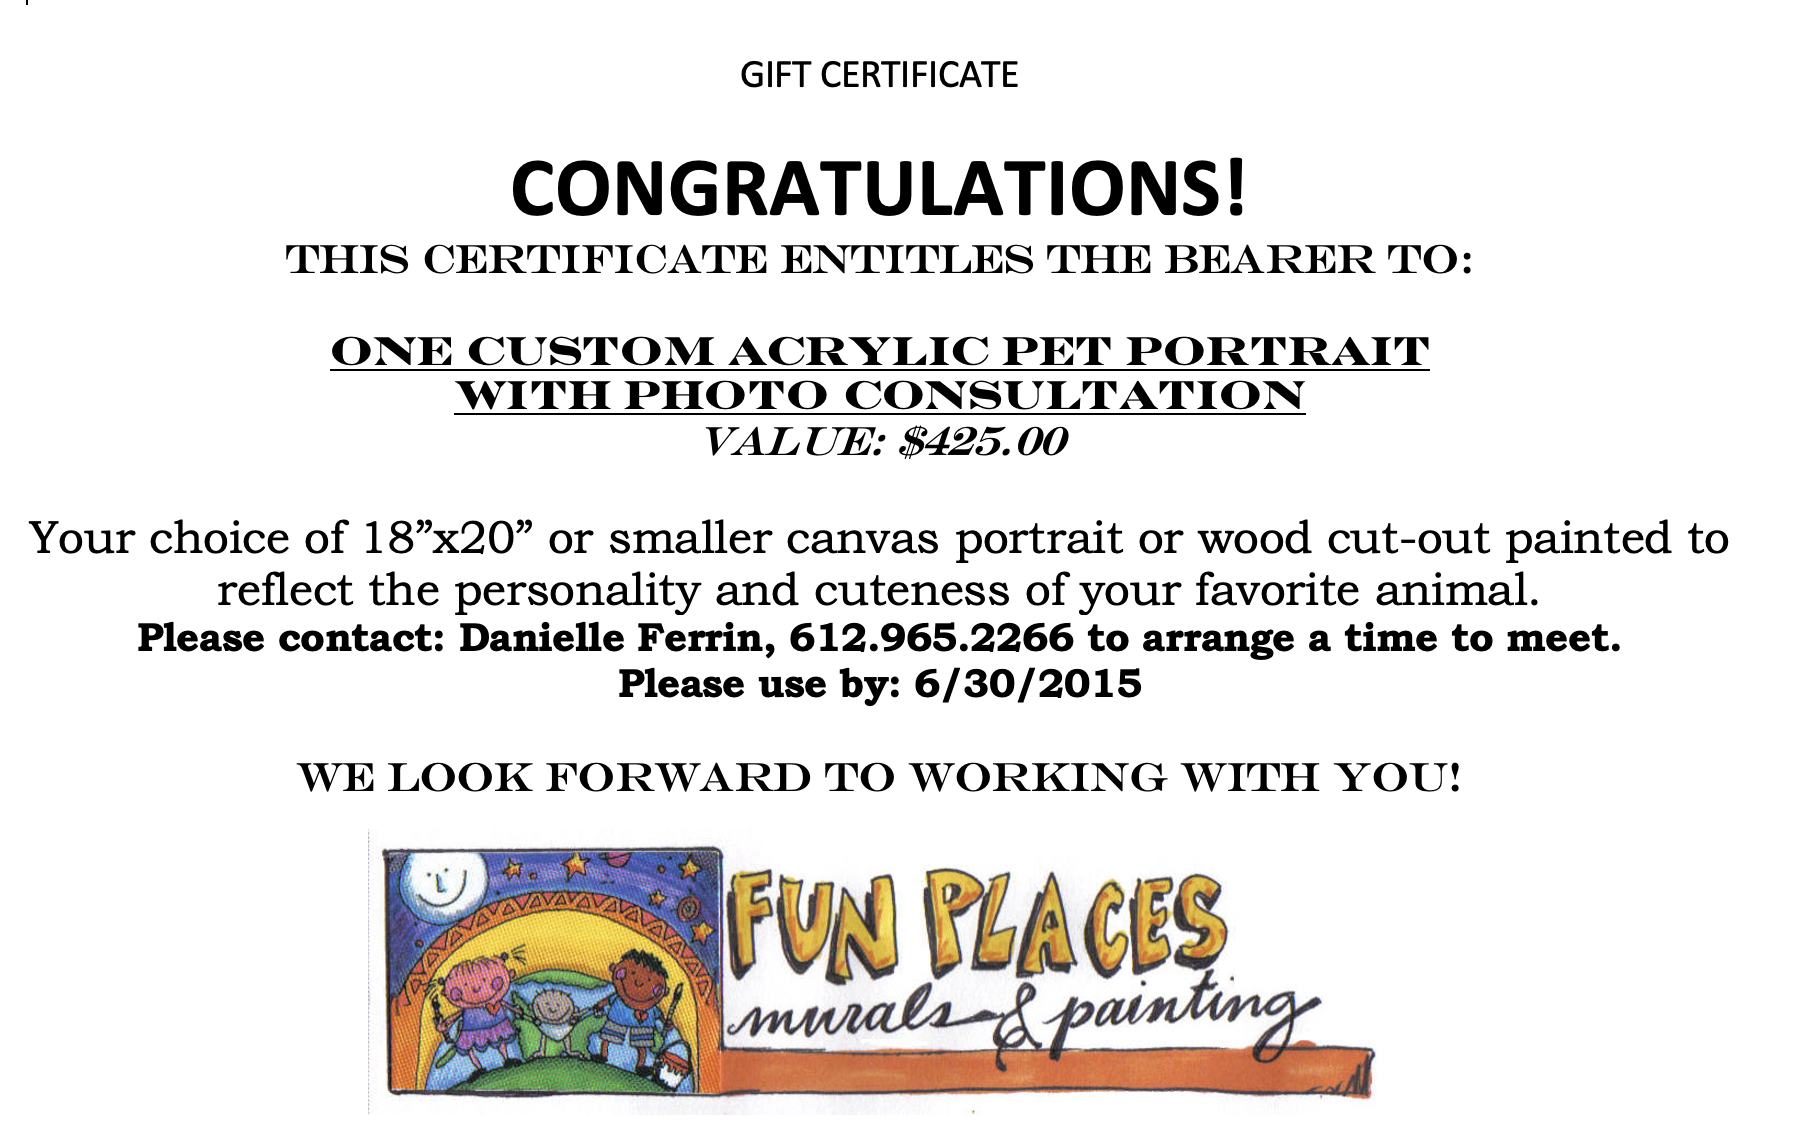 GIFT CERTIFICATE
CONGRATULATIONS!
THIS CERTIFICATE ENTITLES THE BEARER TO:
ONE CUSTOM ACRYLIC PET PORTRAIT
WITH PHOTO CONSULTATION
VALUE: $425.00
Your choice of 18”x20” or smaller canvas portrait or wood cut-out painted to
reflect the personality and cuteness of your favorite animal.
Please contact: Danielle Ferrin, 612.965.2266 to arrange a time to meet.
Please use by: 6/30/2015
WE LOOK FORWARD TO WORKING WITH YOU!
FUN PLACES
murals & painting